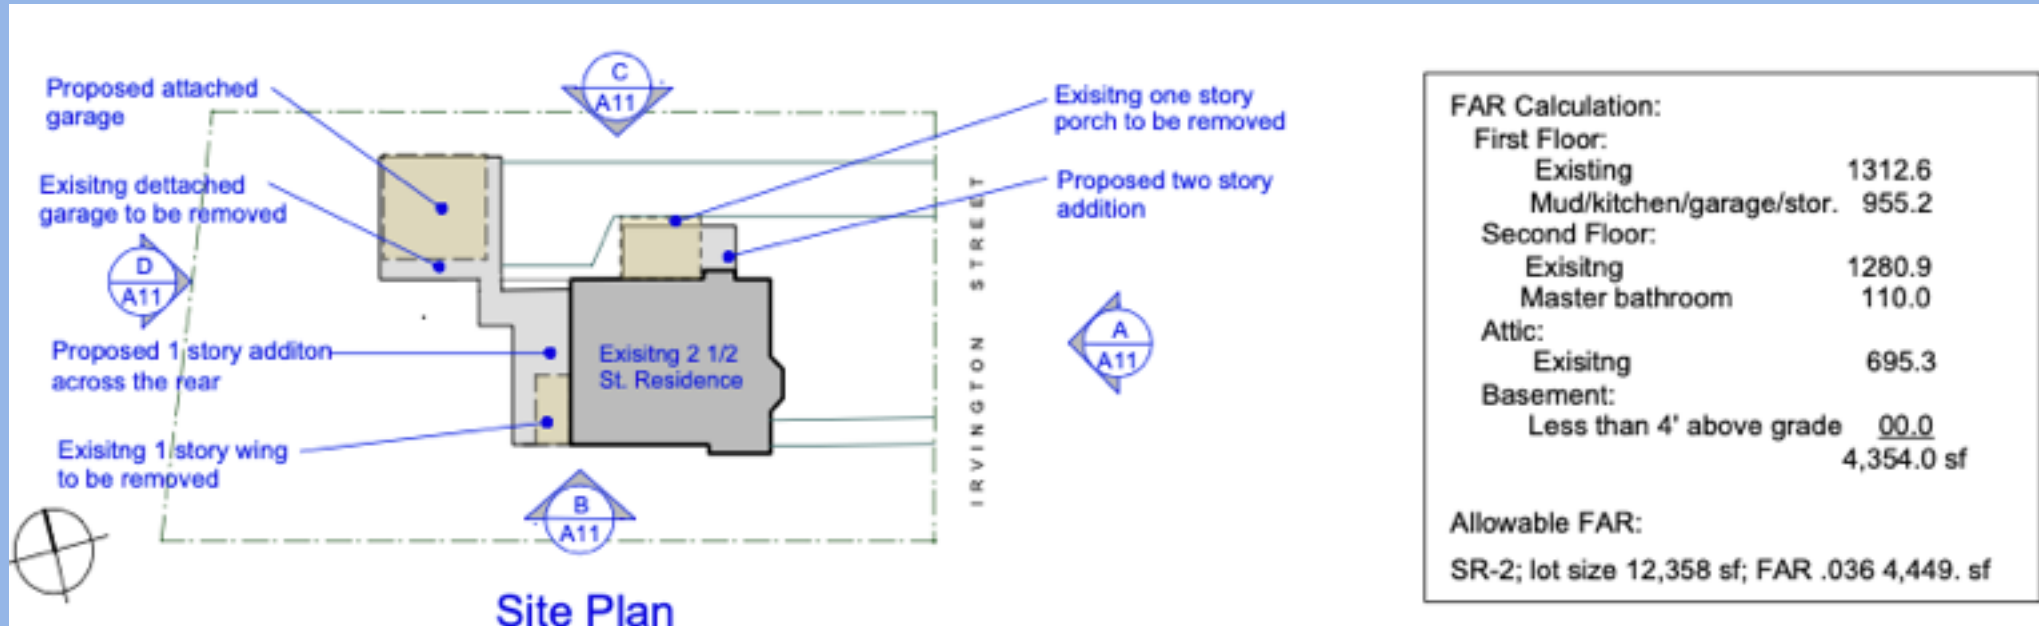 Proposed attached
garage
Exisitng dettached
garage to be removed
D
A11
Proposed 1 story additon
across the rear
Exisitng 1 story wing
to be removed
C
A11
Exisitng one story
porch to be removed
Proposed two story
addition
Exisitng 2 1/2
St. Residence
A
A11
B
A11
IRVINGTON STREET
Site Plan
FAR Calculation:
First Floor:
Existing 1312.6
Mud/kitchen/garage/stor. 955.2
Second Floor:
Exisitng 1280.9
Master bathroom 110.0
Attic:
Exisitng 695.3
Basement:
Less than 4' above grade 00.0
4,354.0 sf
Allowable FAR:
SR-2; lot size 12,358 sf; FAR .036 4,449. sf